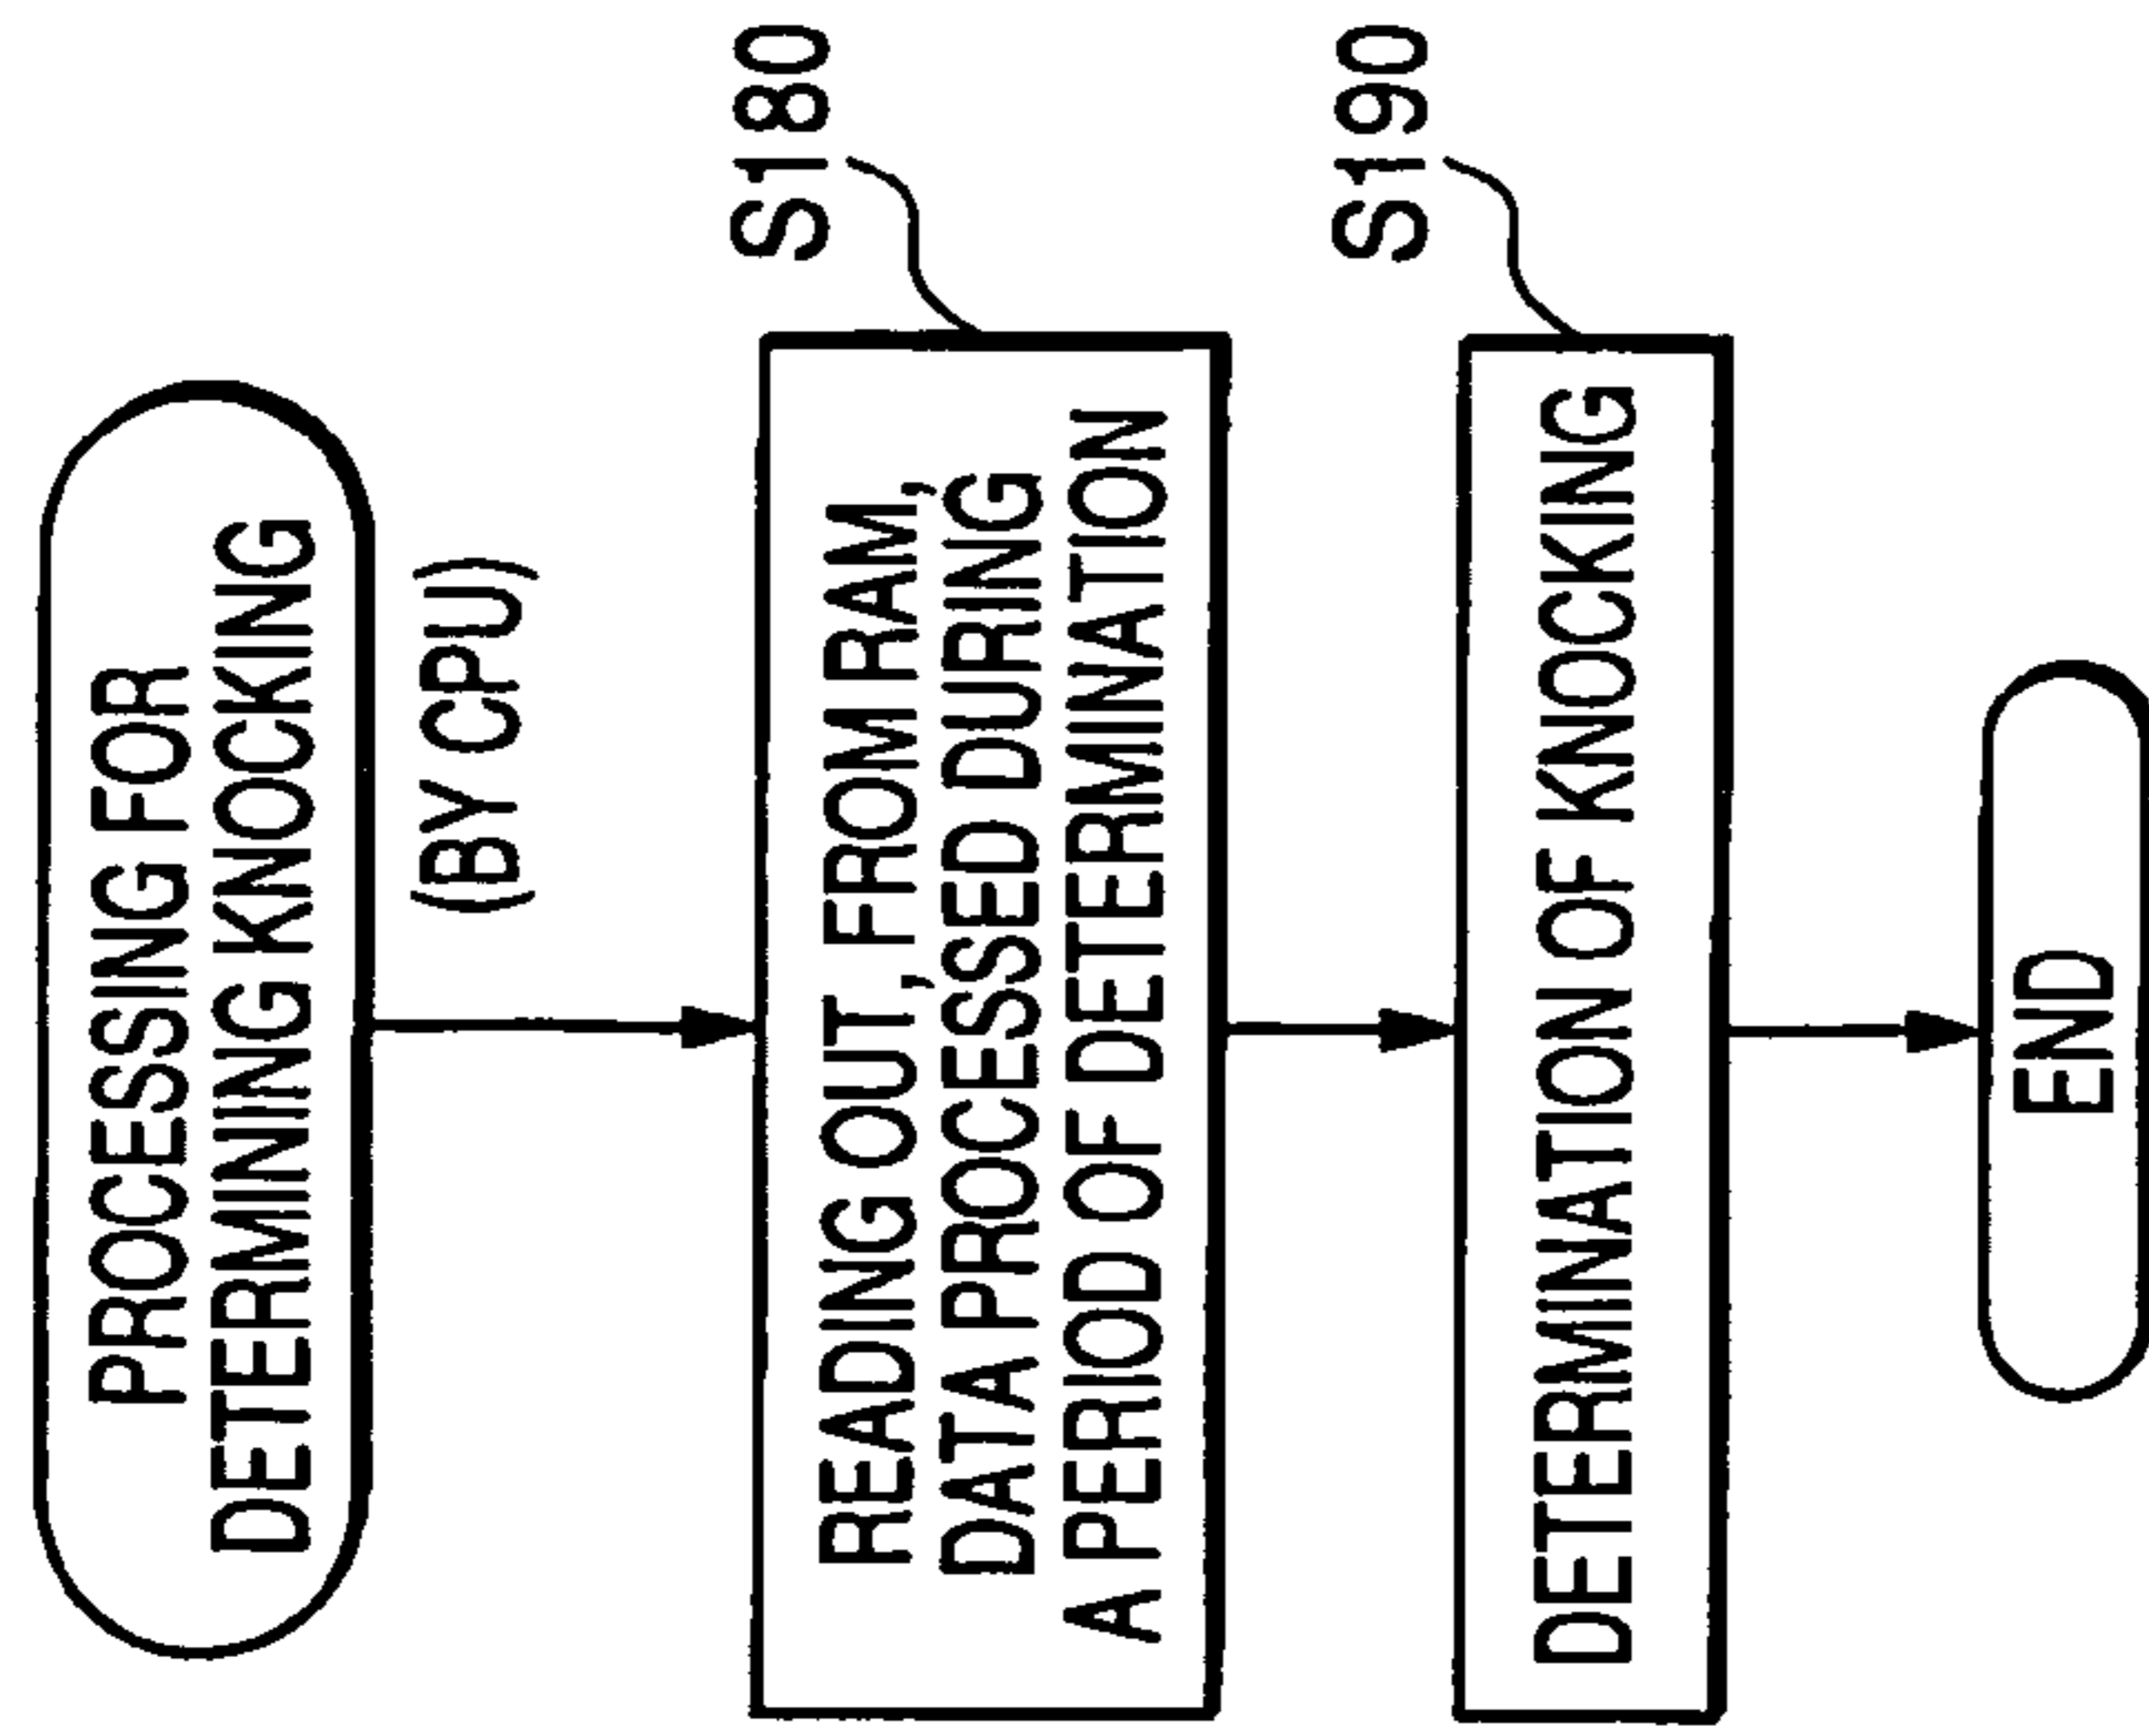 PROCESSING FOR
DETERMINING KNOCKING
(BY CPU)
S180
READING OUT, FROM RAM,
DATA PROCESSED DURING
A PERIOD OF DETERMINATION
S190
DETERMINATION OF KNOCKING
END